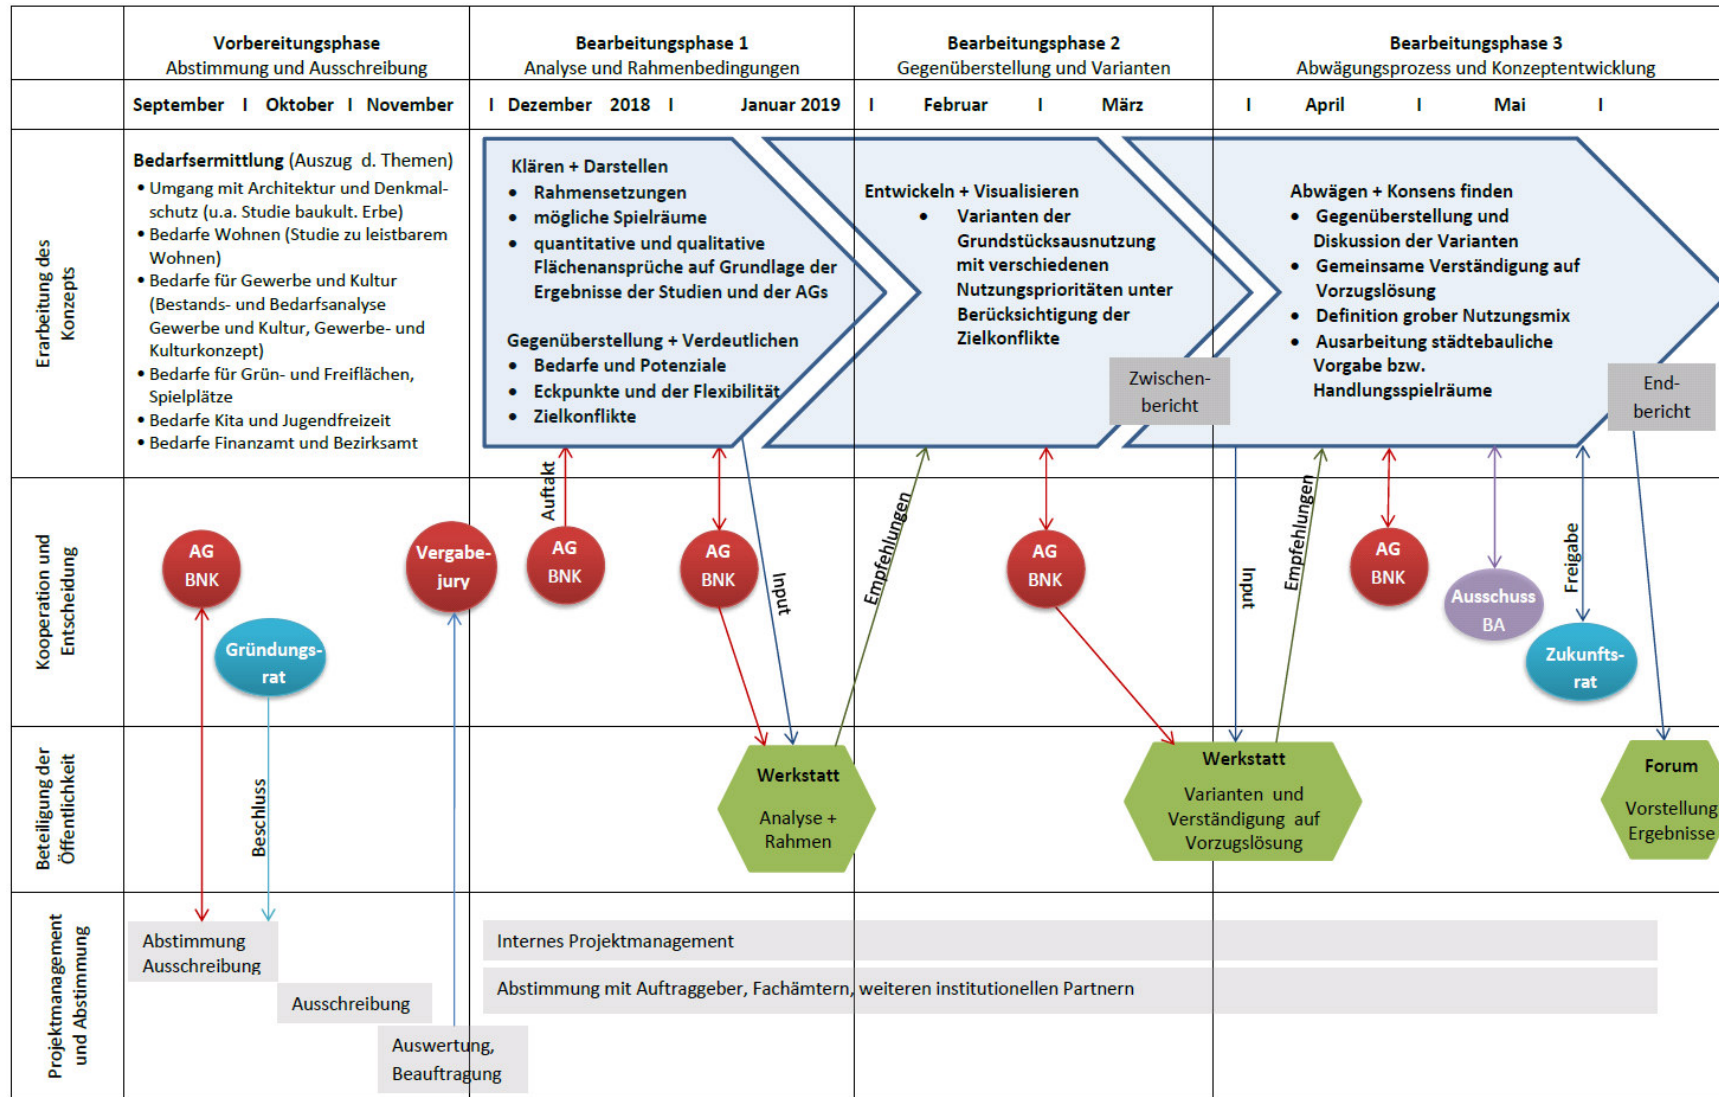 Vorbereitungsphase
Abstimmung und Ausschreibung
Bearbeitungsphase 1
Analyse und Rahmenbedingungen
Bearbeitungsphase 2
Gegenüberstellung und Varianten
Bearbeitungsphase 3
Abwägungsprozess und Konzeptentwicklung
September I Oktober I November I Dezember 2018 I Januar 2019 I Februar I März I April I Mai I
Erarbeitung des
Konzepts
Bedarfsermittlung (Auszug d. Themen)
• Umgang mit Architektur und Denkmal-
schutz (u.a. Studie baukult. Erbe)
• Bedarfe Wohnen (Studie zu leistbarem
Wohnen)
• Bedarfe für Gewerbe und Kultur
(Bestands- und Bedarfsanalyse
Gewerbe und Kultur, Gewerbe- und
Kulturkonzept)
• Bedarfe für Grün- und Freiflächen,
Spielplätze
• Bedarfe Kita und Jugendfreizeit
• Bedarfe Finanzamt und Bezirksamt
Klären + Darstellen
• Rahmensetzungen
• mögliche Spielräume
• quantitative und qualitative
Flächenansprüche auf Grundlage der
Ergebnisse der Studien und der AGs
Gegenüberstellung + Verdeutlichen
• Bedarfe und Potenziale
• Eckpunkte und der Flexibilität
• Zielkonflikte
Entwickeln + Visualisieren
• Varianten der
Grundstücksausnutzung
mit verschiedenen
Nutzungsprioritäten unter
Berücksichtigung der
Zielkonflikte
Zwischen-
bericht
Abwägen + Konsens finden
• Gegenüberstellung und
Diskussion der Varianten
• Gemeinsame Verständigung auf
Vorzugslösung
• Definition grober Nutzungsmix
• Ausarbeitung städtebauliche
Vorgabe bzw.
Handlungsspielräume
End-
bericht
Kooperation und
Entscheidung
AG
BNK
Gründungs-
rat
Vergabe-
jury
Auftakt
AG
BNK
AG
BNK
Input
Empfehlungen
AG
BNK
Input
Empfehlungen
AG
BNK
Ausschuss
BA
Freigabe
Zukunfts-
rat
Beteiligung der
Öffentlichkeit
Beschluss
Werkstatt
Analyse +
Rahmen
Werkstatt
Varianten und
Verständigung auf
Vorzugslösung
Forum
Vorstellung
Ergebnisse
Projektmanagement
und Abstimmung
Abstimmung
Ausschreibung
Ausschreibung
Auswertung,
Beauftragung
Internes Projektmanagement
Abstimmung mit Auftraggeber, Fachämtern, weiteren institutionellen Partnern